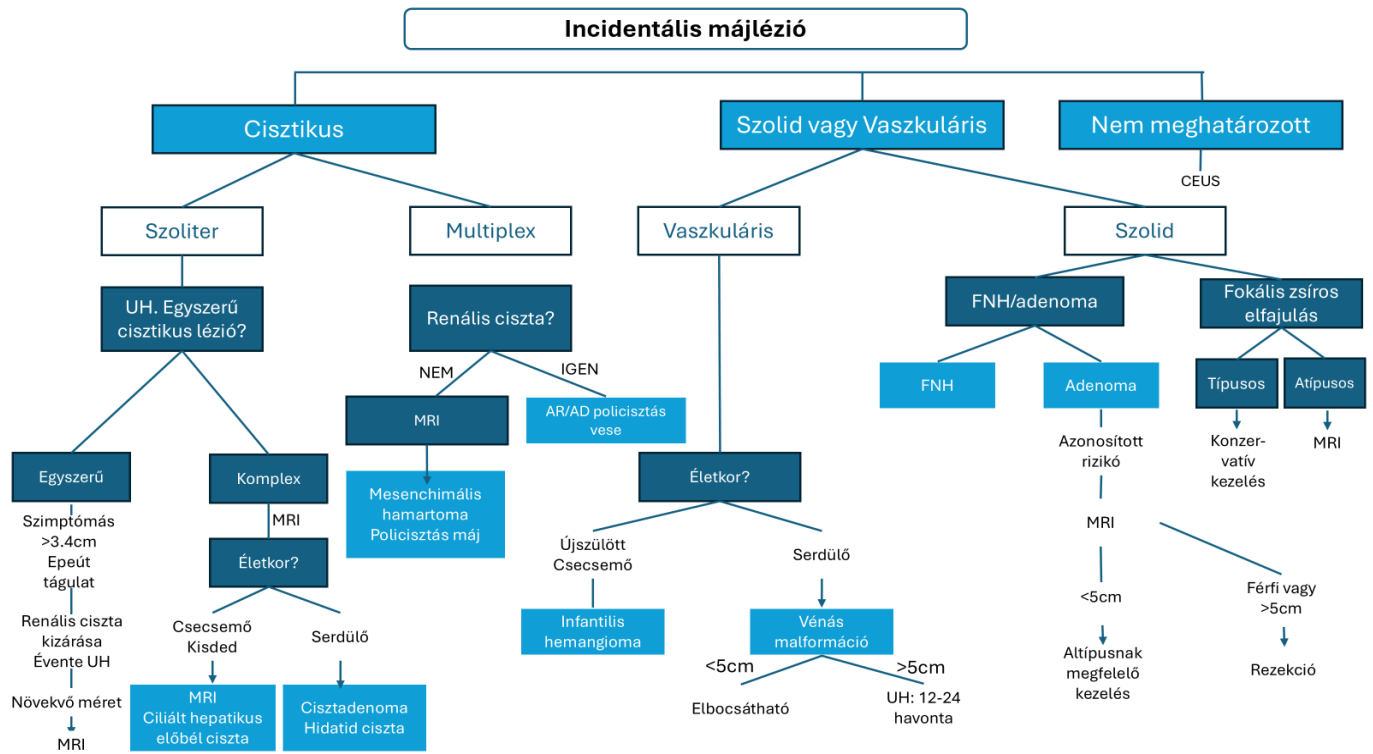 Incidentális májlézió
Cisztikus
Szolid vagy Vaszkuláris
Nem meghatározott
CEUS
Szoliter
Multiplex
Vaszkuláris
Szolid
UH. Egyszerű
cisztikus lézió?
Renális ciszta?
FNH/adenoma
Fokális zsíros
elfajulás
NEM
IGEN
FNH
Adenoma
Típusos
Atípusos
MRI
AR/AD policisztás
vese
Azonosított
rizikó
Konzer-
vatív
kezelés
MRI
Egyszerű
Komplex
Mesenchimális
hamartoma
Policisztás máj
Életkor?
MRI
Szimptómás
>3.4cm
Epeút
tágulat
MRI
Életkor?
Újszülött
Csecsemő
Serdülő
<5cm
Férfi vagy
>5cm
Renális ciszta
kizárása
Évente UH
Csecsemő
Kisded
Serdülő
Infantilis
hemangioma
Vénás
malformáció
Altípusnak
megfelelő
kezelés
Rezekció
<5cm
>5cm
Növekvő méret
MRI
MRI
Ciliált hepatikus
előbél ciszta
Cisztadenoma
Hidatid ciszta
Elbocsátható
UH: 12-24
havonta